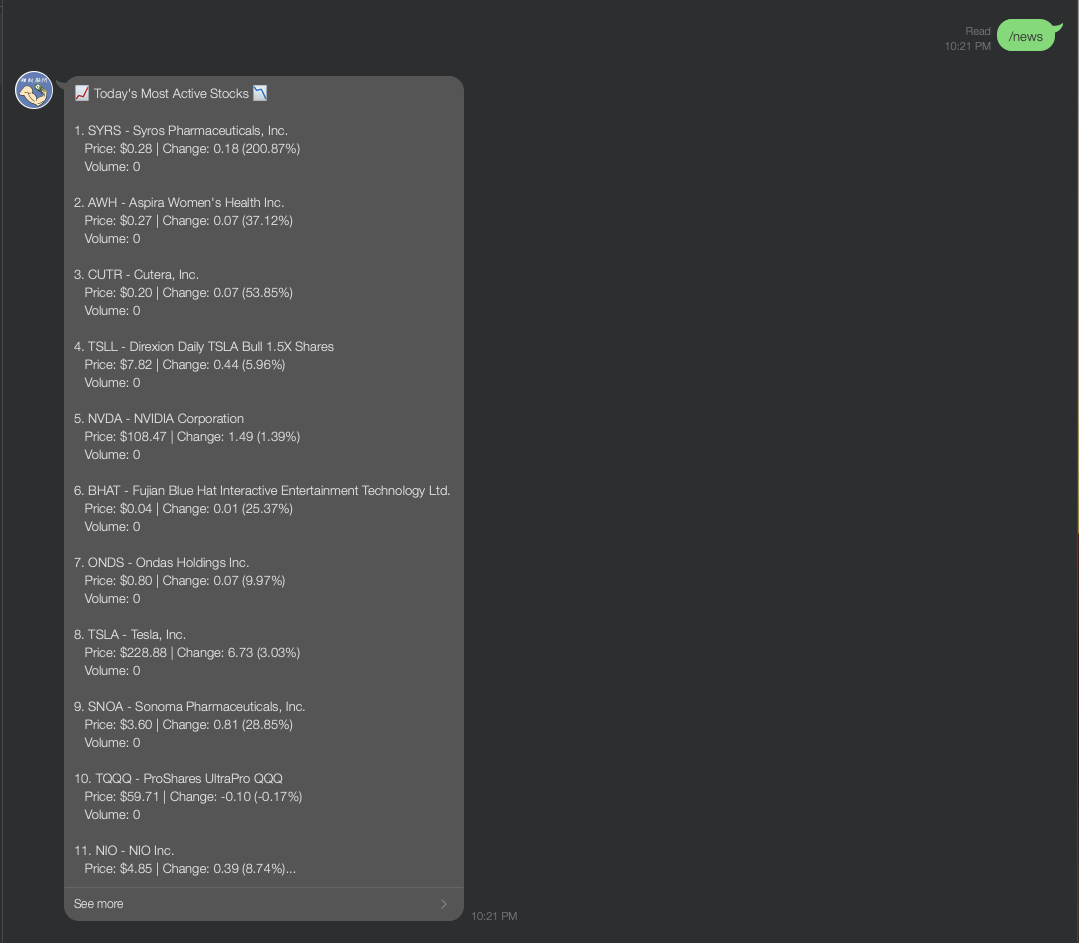 Read
10:21 PM
/news
📈 Today's Most Active Stocks 📉
1. SYRS - Syros Pharmaceuticals, Inc.
Price: $0.28 | Change: 0.18 (200.87%)
Volume: 0
2. AWH - Aspira Women's Health Inc.
Price: $0.27 | Change: 0.07 (37.12%)
Volume: 0
3. CUTR - Cutera, Inc.
Price: $0.20 | Change: 0.07 (53.85%)
Volume: 0
4. TSLL - Direxion Daily TSLA Bull 1.5X Shares
Price: $7.82 | Change: 0.44 (5.96%)
Volume: 0
5. NVDA - NVIDIA Corporation
Price: $108.47 | Change: 1.49 (1.39%)
Volume: 0
6. BHAT - Fujian Blue Hat Interactive Entertainment Technology Ltd.
Price: $0.04 | Change: 0.01 (25.37%)
Volume: 0
7. ONDS - Ondas Holdings Inc.
Price: $0.80 | Change: 0.07 (9.97%)
Volume: 0
8. TSLA - Tesla, Inc.
Price: $228.88 | Change: 6.73 (3.03%)
Volume: 0
9. SNOA - Sonoma Pharmaceuticals, Inc.
Price: $3.60 | Change: 0.81 (28.85%)
Volume: 0
10. TQQQ - ProShares UltraPro QQQ
Price: $59.71 | Change: -0.10 (-0.17%)
Volume: 0
11. NIO - NIO Inc.
Price: $4.85 | Change: 0.39 (8.74%)...
See more
10:21 PM